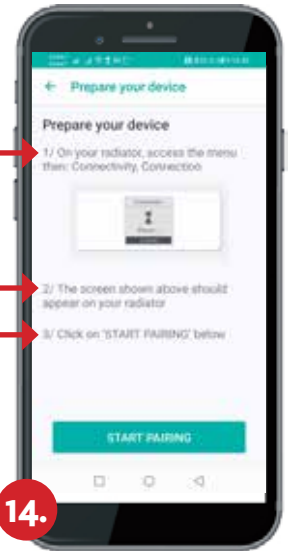 Prepare your device
Prepare your device
1/ On your radiator, access the menu
then: Connectivity, Connection
2/ The screen shown above should
appear on your radiator
3/ Click on 'START PAIRING' below
START PAIRING
14.